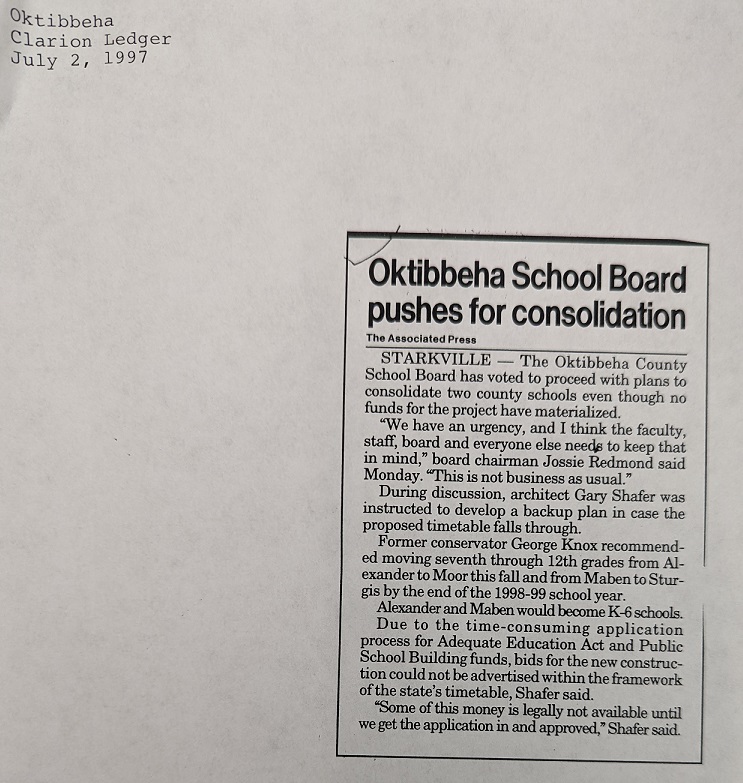 Oktibbeha
Clarion Ledger
July 2, 1997
Oktibbeha School Board
pushes for consolidation
The Associated Press
STARKVILLE — The Oktibbeha County
School Board has voted to proceed with plans to
consolidate two county schools even though no
funds for the project have materialized.
“We have an urgency, and I think the faculty,
staff, board and everyone else needs to keep that
in mind,” board chairman Jossie Redmond said
Monday. “This is not business as usual.”
During discussion, architect Gary Shafer was
instructed to develop a backup plan in case the
proposed timetable falls through.
Former conservator George Knox recommend-
ed moving seventh through 12th grades from Al-
exander to Moor this fall and from Maben to Stur-
gis by the end of the 1998-99 school year.
Alexander and Maben would become K-6 schools.
Due to the time-consuming application
process for Adequate Education Act and Public
School Building funds, bids for the new construc-
tion could not be advertised within the framework
of the state’s timetable, Shafer said.
“Some of this money is legally not available until
we get the application in and approved,” Shafer said.